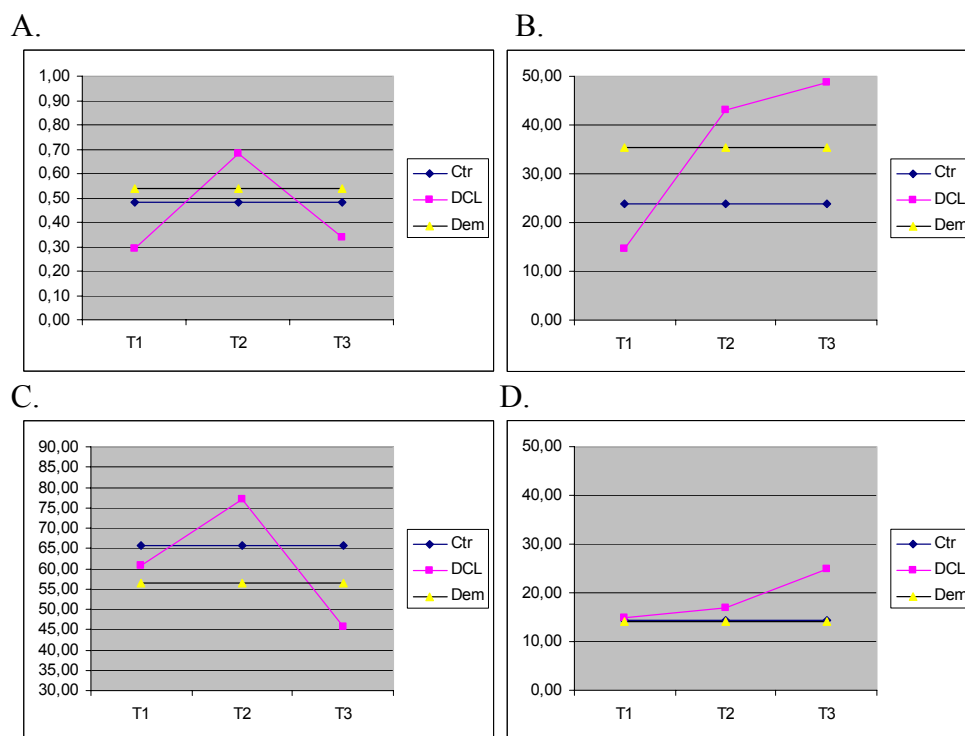 A.
1,00
0,90
0,80
0,70
0,60
0,50
0,40
0,30
0,20
0,10
0,00
T1 T2 T3
Ctr
DCL
Dem
B.
50,00
40,00
30,00
20,00
10,00
0,00
T1 T2 T3
Ctr
DCL
Dem
C.
90,00
85,00
80,00
75,00
70,00
65,00
60,00
55,00
50,00
45,00
40,00
35,00
30,00
T1 T2 T3
Ctr
DCL
Dem
D.
50,00
40,00
30,00
20,00
10,00
0,00
T1 T2 T3
Ctr
DCL
Dem